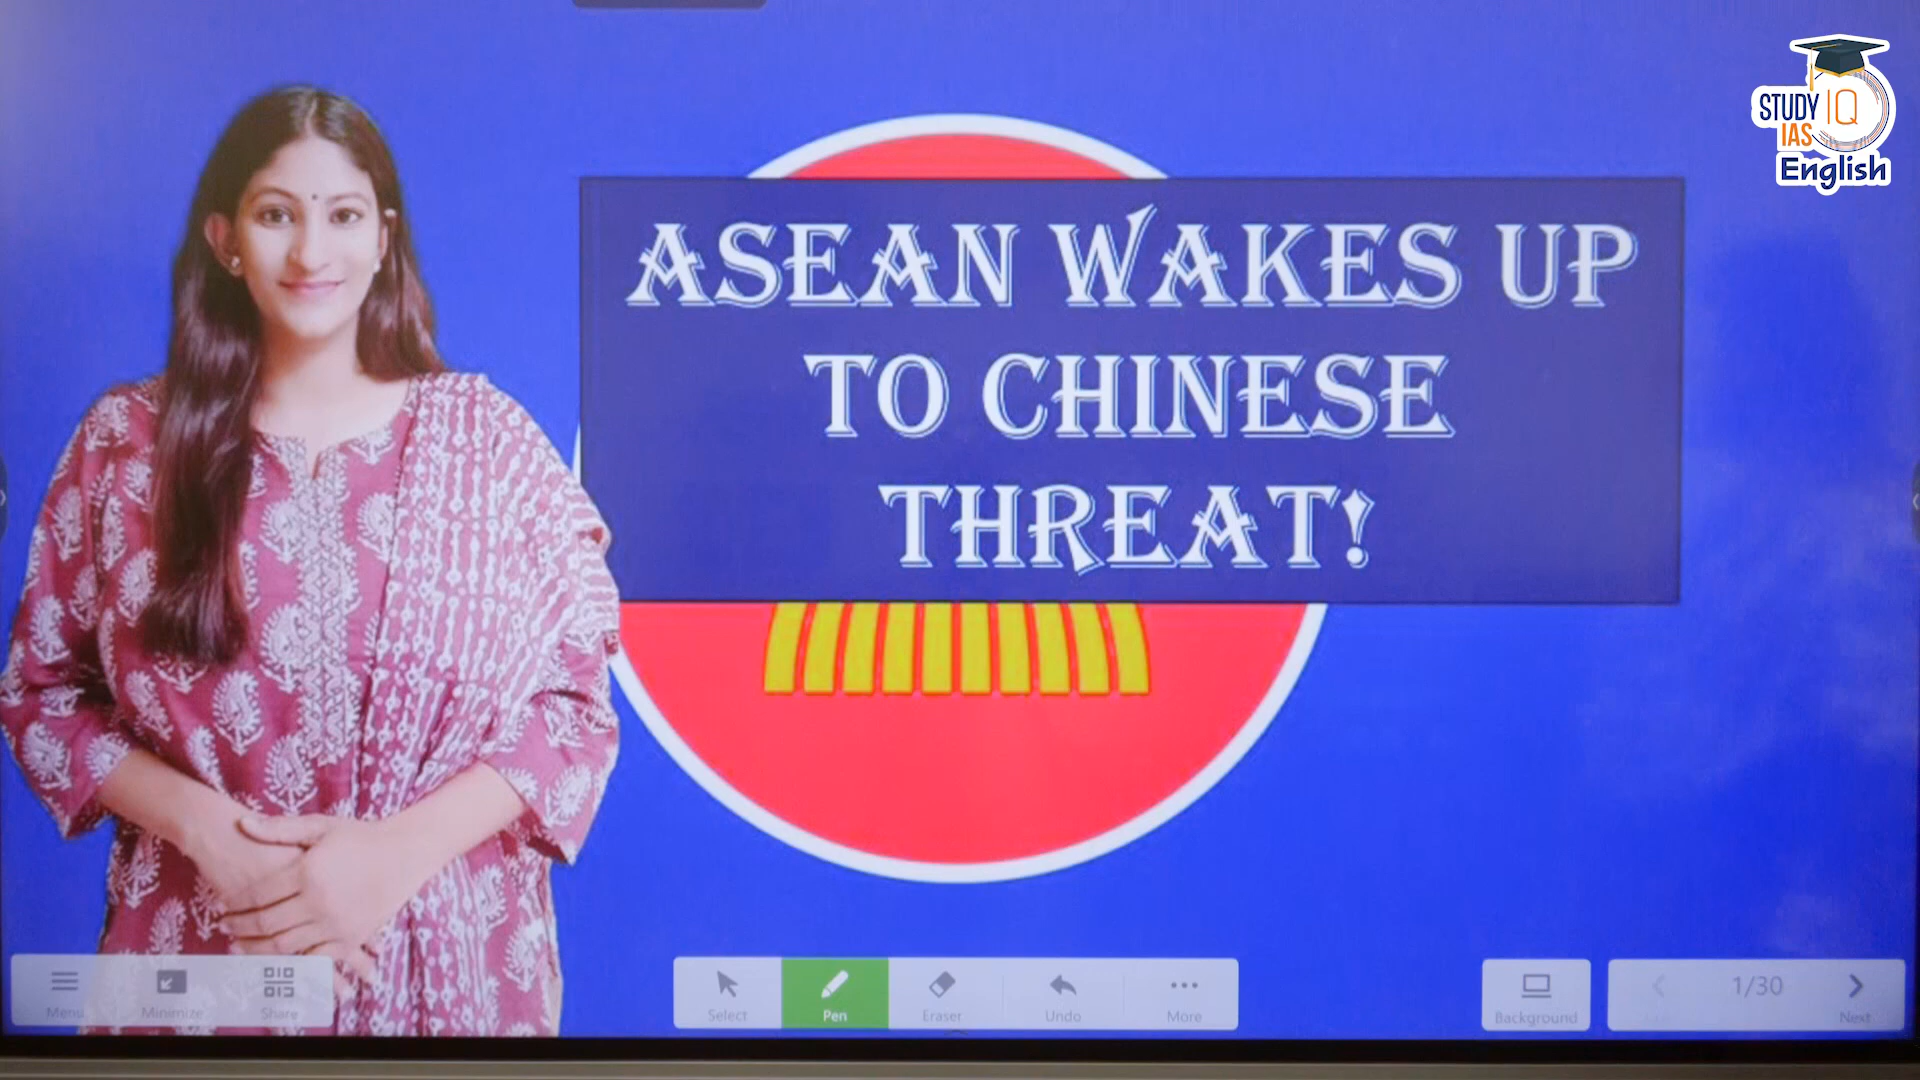 STUDY IQ
IAS
English
ASEAN WAKES UP
TO CHINESE
THREAT!
Menu
Minimize
Share
Select
Pen
Eraser
Undo
More
Background
1/30
Next